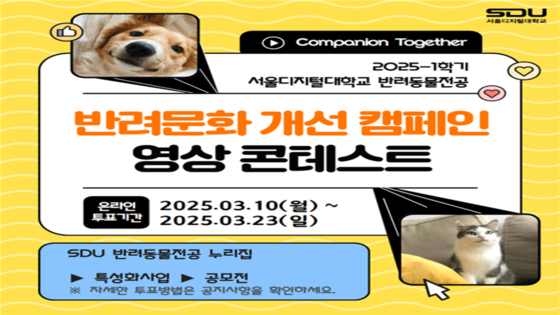 SDU
서울디지털대학교
Companion Together
2025-1학기
서울디지털대학교 반려동물전공
반려문화 개선 캠페인
영상 콘테스트
온라인
투표기간
2025.03.10(월) ~
2025.03.23(일)
SDU 반려동물전공 누리집
▶ 특성화사업 ▶ 공모전
※ 자세한 투표방법은 공지사항을 확인하세요.